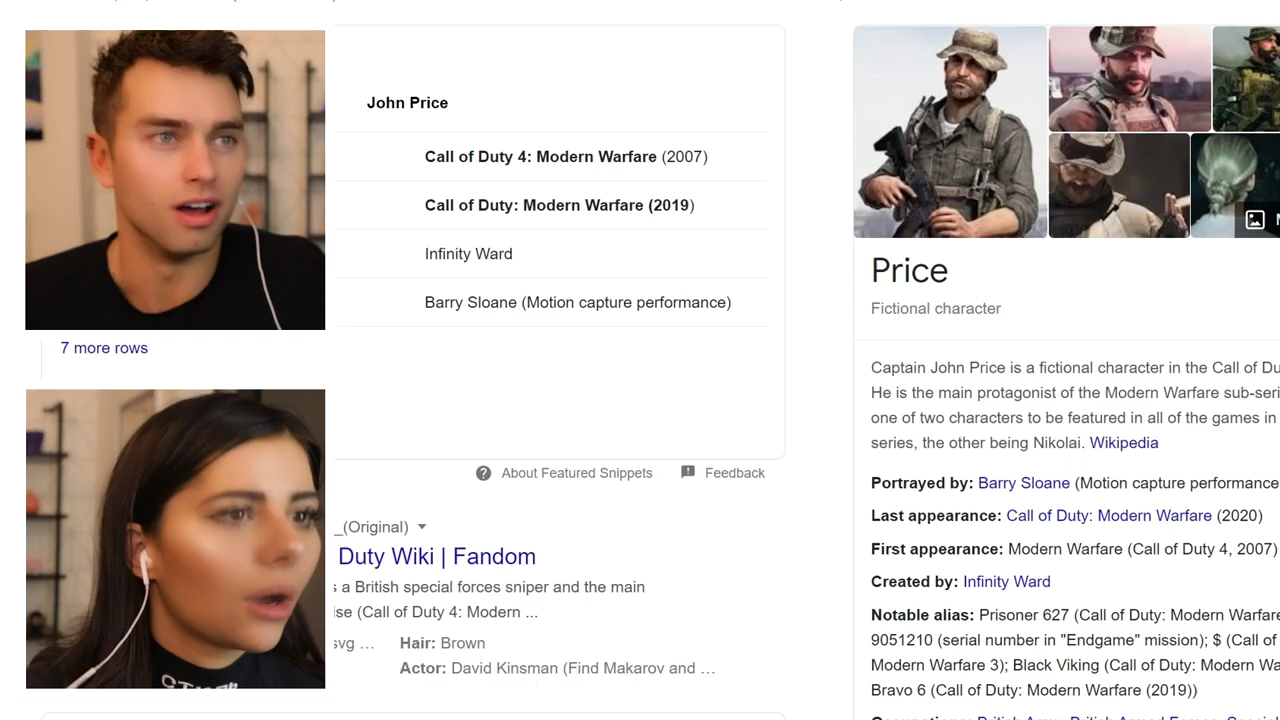 John Price
Call of Duty 4: Modern Warfare (2007)
Call of Duty: Modern Warfare (2019)
Infinity Ward
Barry Sloane (Motion capture performance)
7 more rows
About Featured Snippets
Feedback
_(Original)
Duty Wiki | Fandom
s a British special forces sniper and the main
ise (Call of Duty 4: Modern ...
svg ... Hair: Brown
Actor: David Kinsman (Find Makarov and ...
Price
Fictional character
Captain John Price is a fictional character in the Call of Du
He is the main protagonist of the Modern Warfare sub-seri
one of two characters to be featured in all of the games in
series, the other being Nikolai. Wikipedia
Portrayed by: Barry Sloane (Motion capture performance
Last appearance: Call of Duty: Modern Warfare (2020)
First appearance: Modern Warfare (Call of Duty 4, 2007)
Created by: Infinity Ward
Notable alias: Prisoner 627 (Call of Duty: Modern Warfare
9051210 (serial number in "Endgame" mission); $ (Call of
Modern Warfare 3); Black Viking (Call of Duty: Modern Wa
Bravo 6 (Call of Duty: Modern Warfare (2019))